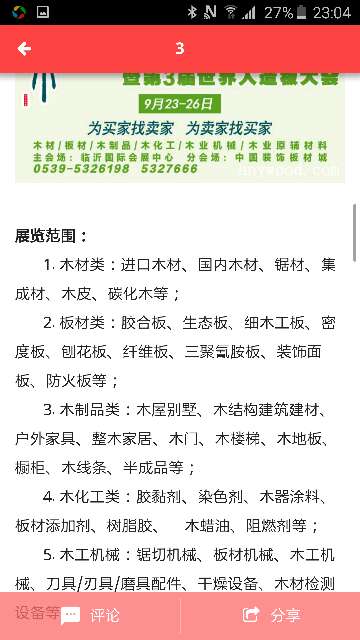 27% 23:04
3
暨第3届世界人造板大会
9月23-26日
为买家找卖家 为卖家找买家
木材/板材/木制品/木化工/木业机械/木业原辅材料
主会场：临沂国际会展中心 分会场：中国装饰板材城
0539-5326198 5327666
展览范围：
1. 木材类：进口木材、国内木材、锯材、集
成材、木皮、碳化木等；
2. 板材类：胶合板、生态板、细木工板、密
度板、刨花板、纤维板、三聚氰胺板、装饰面
板、防火板等；
3. 木制品类：木屋别墅、木结构建筑建材、
户外家具、整木家居、木门、木楼梯、木地板、
橱柜、木线条、半成品等；
4. 木化工类：胶黏剂、染色剂、木器涂料、
板材添加剂、树脂胶、 木蜡油、阻燃剂等；
5. 木工机械：锯切机械、板材机械、木工机
械、刀具/刃具/磨具配件、干燥设备、木材检测
设备等
评论 分享